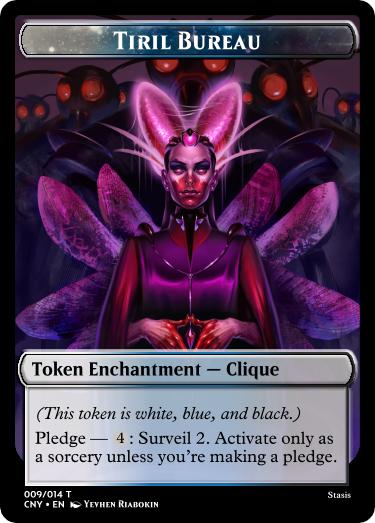 Tiril Bureau
Token Enchantment — Clique
(This token is white, blue, and black.)
Pledge — 4 : Surveil 2. Activate only as
a sorcery unless you're making a pledge.
009/014 T
Stasis
CNY • EN Yevhen Riabokin